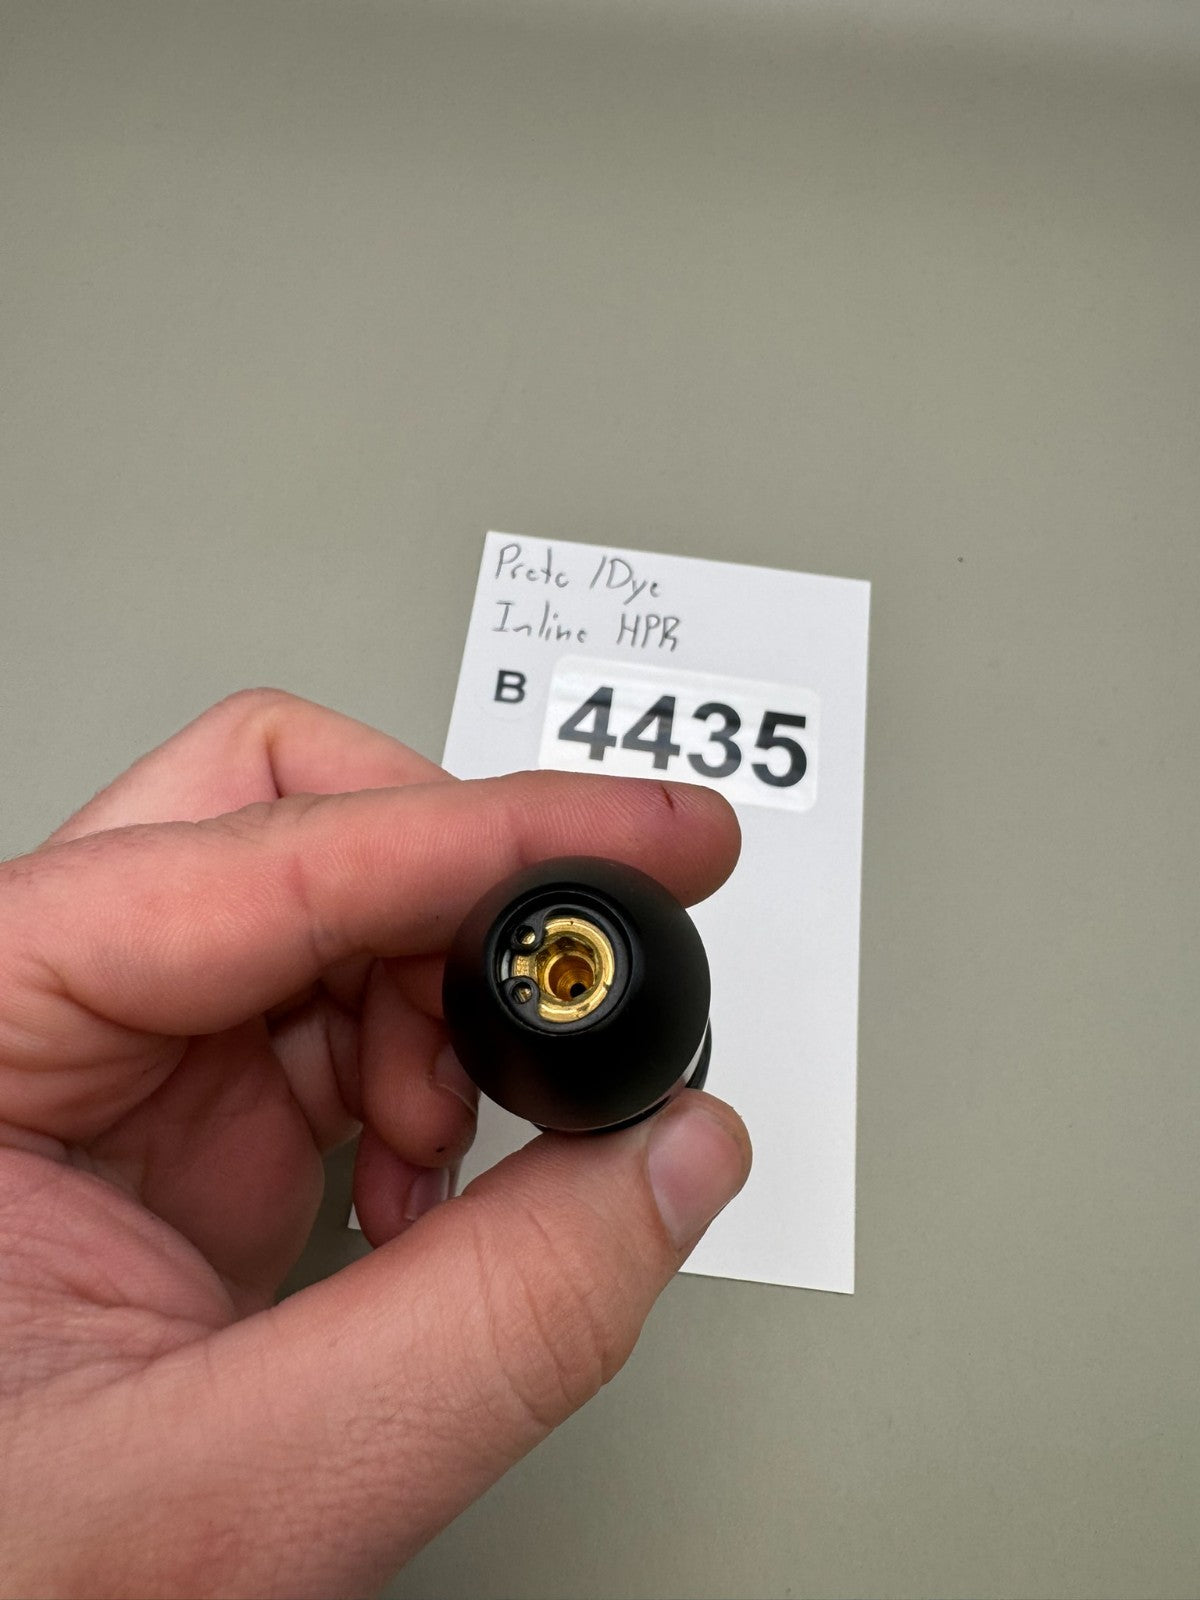 Proto /Dye
Inline HPR
B 4435